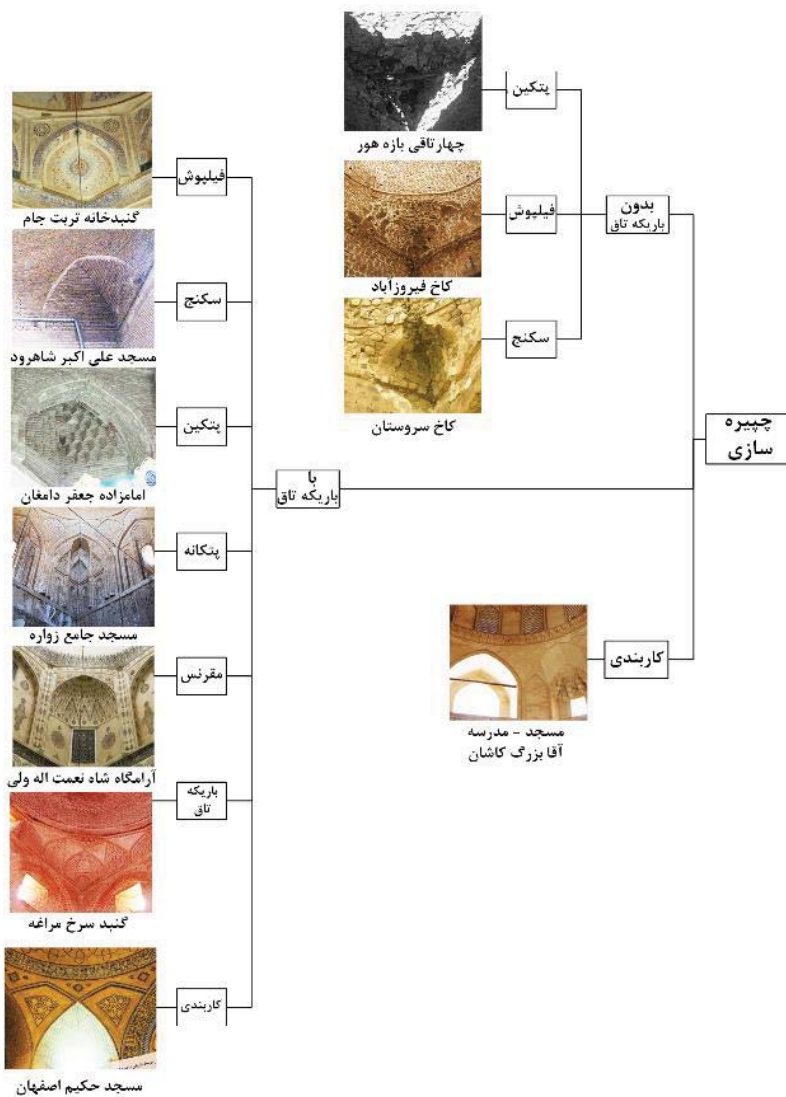 چپیره
سازی
بدون
باریکه تاق
پتکین
چهارتاقی بازه هور
فیلپوش
کاخ فیروزآباد
سکنج
کاخ سروستان
با
باریکه تاق
فیلپوش
گنبدخانه تربت جام
سکنج
مسجد علی اکبر شاهرود
پتکین
امامزاده جعفر دامغان
پتکانه
مسجد جامع زواره
مقرنس
آرامگاه شاه نعمت اله ولی
باریکه
تاق
گنبد سرخ مراغه
کاربندی
مسجد حکیم اصفهان
کاربندی
مسجد - مدرسه
آقا بزرگ کاشان